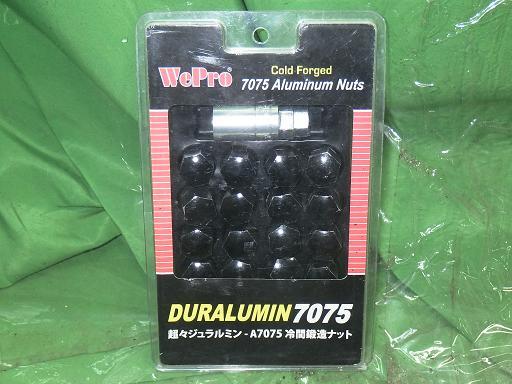 WePro®
Cold Forged
7075 Aluminum Nuts
DURALUMIN 7075
超々ジュラルミン - A7075 冷間鍛造ナット